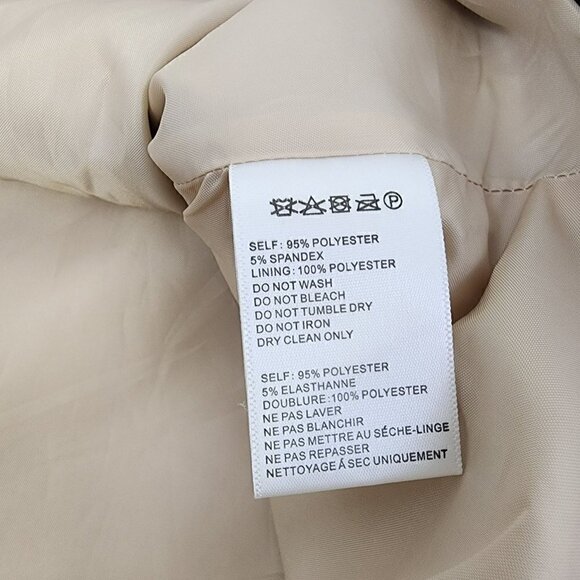 P
SELF: 95% POLYESTER
5% SPANDEX
LINING: 100% POLYESTER
DO NOT WASH
DO NOT BLEACH
DO NOT TUMBLE DRY
DO NOT IRON
DRY CLEAN ONLY
SELF: 95% POLYESTER
5% ELASTHANNE
DOUBLURE: 100% POLYESTER
NE PAS LAVER
NE PAS BLANCHIR
NE PAS METTRE AU SÉCHE-LINGE
NE PAS REPASSER
NETTOYAGE Á SEC UNIQUEMENT